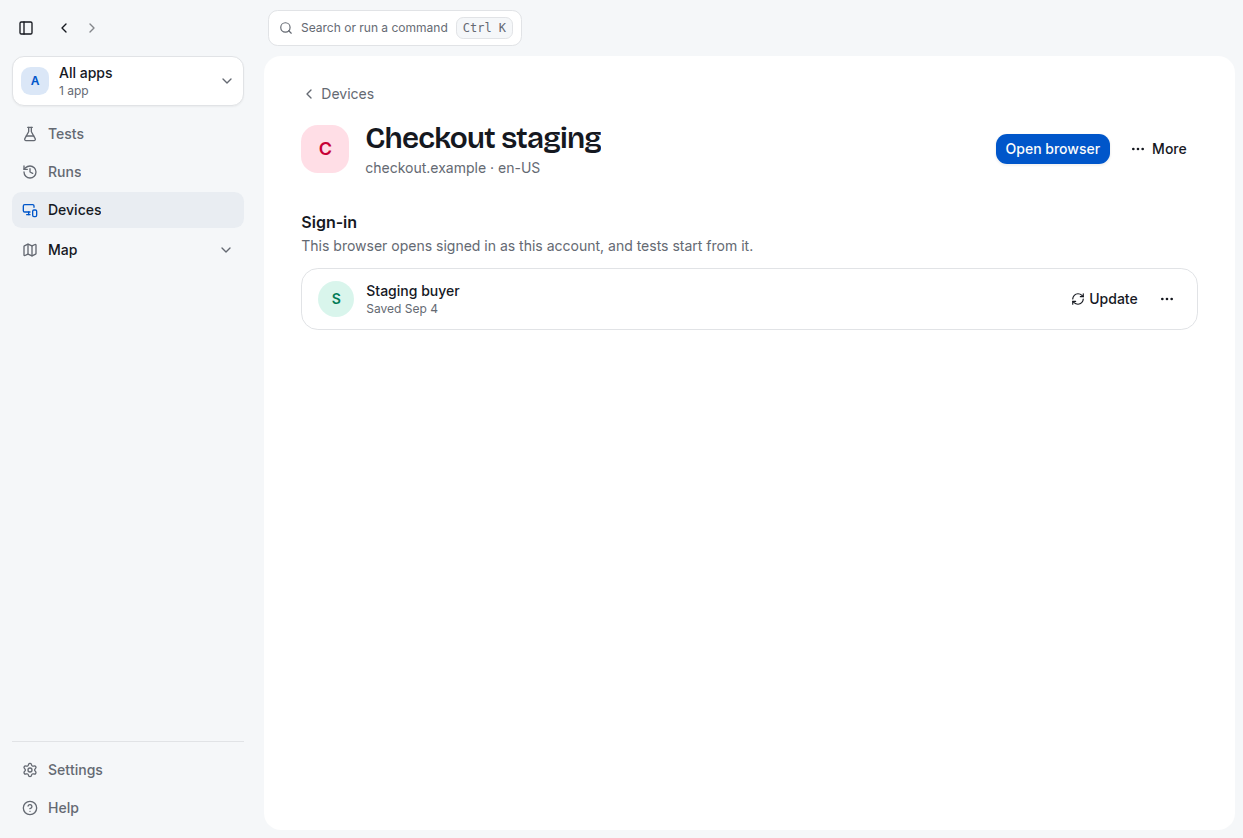 Search or run a command Ctrl K
A All apps
1 app
Tests
Runs
Devices
Map
Settings
Help
Devices
C Checkout staging
checkout.example · en-US
Open browser
More
Sign-in
This browser opens signed in as this account, and tests start from it.
S Staging buyer
Saved Sep 4
Update